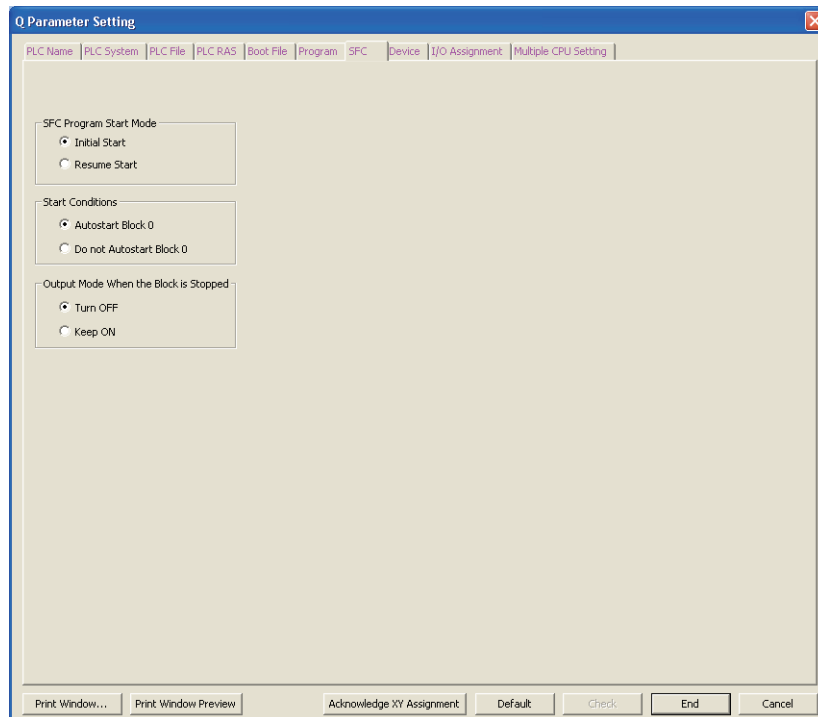 Q Parameter Setting
PLC Name PLC System PLC File PLC RAS Boot File Program SFC Device I/O Assignment Multiple CPU Setting
SFC Program Start Mode
Initial Start
Resume Start
Start Conditions
Autostart Block 0
Do not Autostart Block 0
Output Mode When the Block is Stopped
Turn OFF
Keep ON
Print Window... Print Window Preview Acknowledge XY Assignment Default Check End Cancel